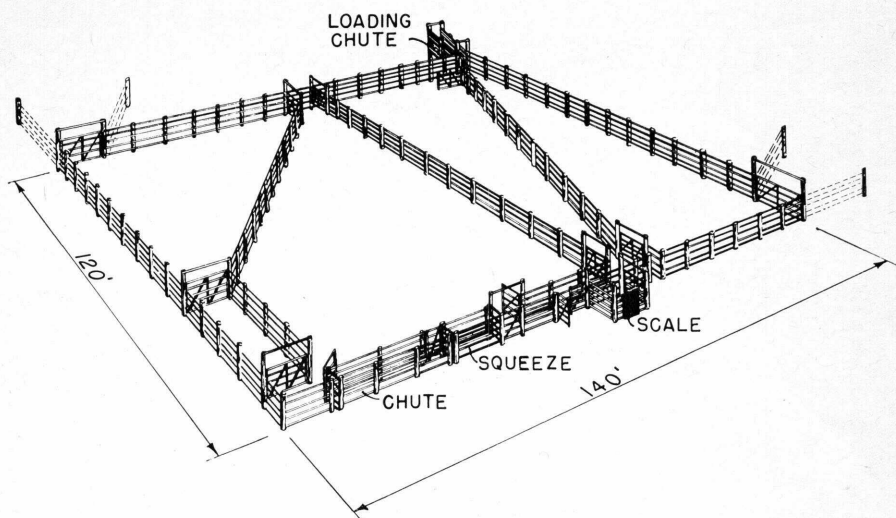 LOADING
CHUTE
120'
SCALE
SQUEEZE
140'
CHUTE